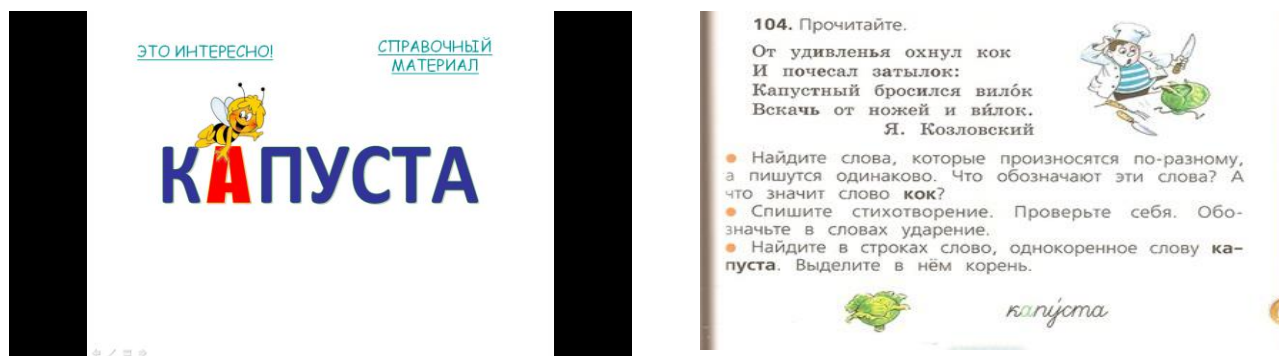 ЭТО ИНТЕРЕСНО!
СПРАВОЧНЫЙ
МАТЕРИАЛ
КАПУСТА
104. Прочитайте.
От удивленья охнул кок
И почесал затылок:
Капустный бросился вило́к
Вскачь от ножей и ви́лок.
Я. Козловский
Найдите слова, которые произносятся по-разному,
а пишутся одинаково. Что обозначают эти слова? А
что значит слово кок?
Спишите стихотворение. Проверьте себя. Обо-
значьте в словах ударение.
Найдите в строках слово, однокоренное слову ка-
пуста. Выделите в нём корень.
капу́ста